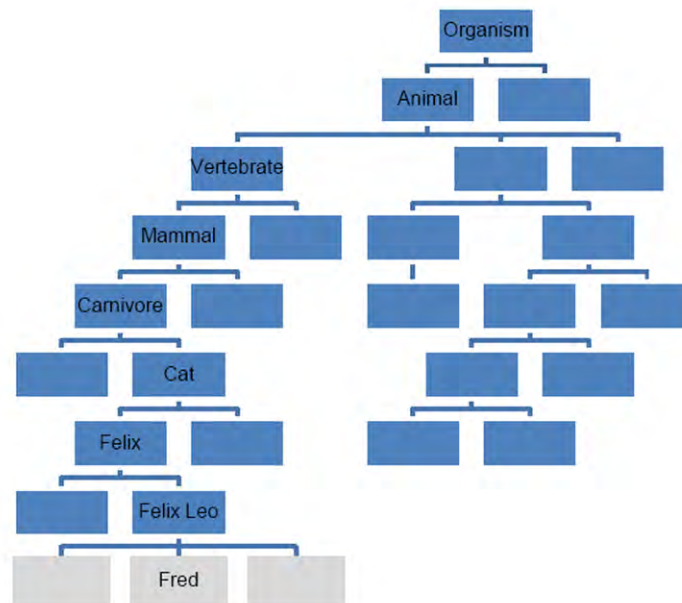 Organism
Animal
Vertebrate
Mammal
Carnivore
Cat
Felix
Felix Leo
Fred